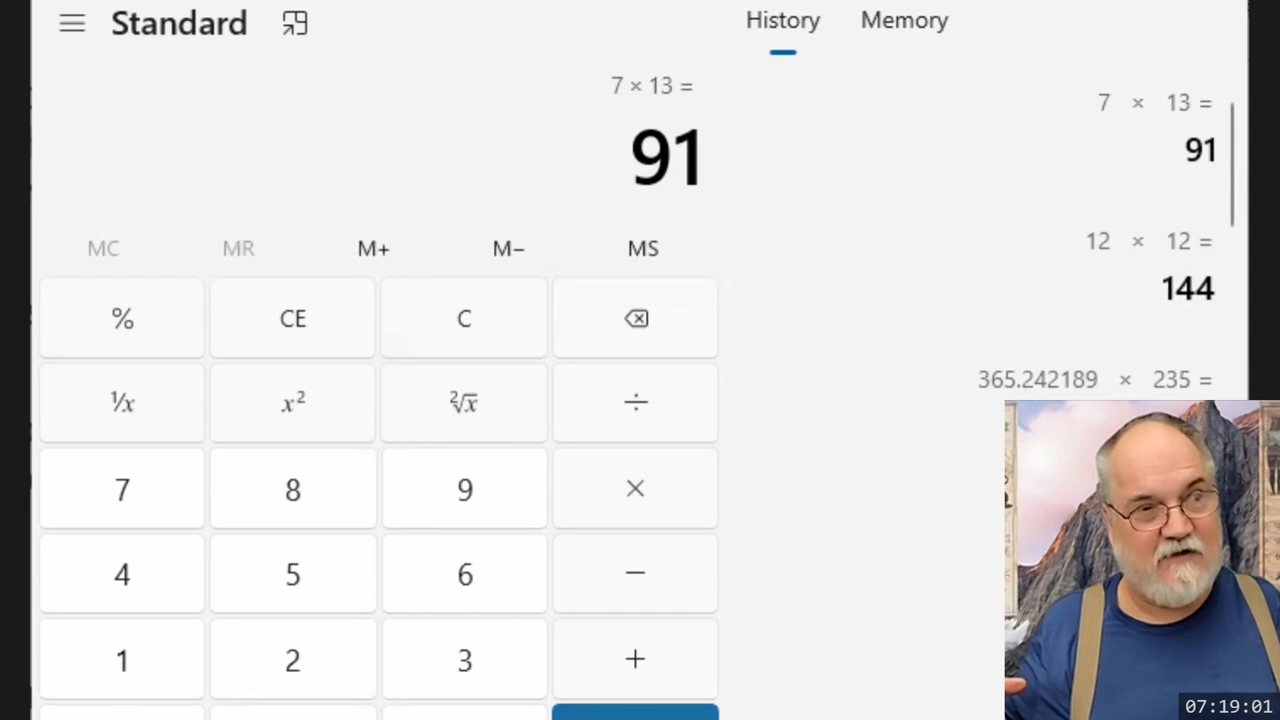 Standard
History Memory
7 × 13 =
91
7 × 13 =
91
12 × 12 =
144
365.242189 × 235 =
MC MR M+ M− MS
% CE C
¹/x x² ²√x ÷
7 8 9 ×
4 5 6 −
1 2 3 +
07:19:01